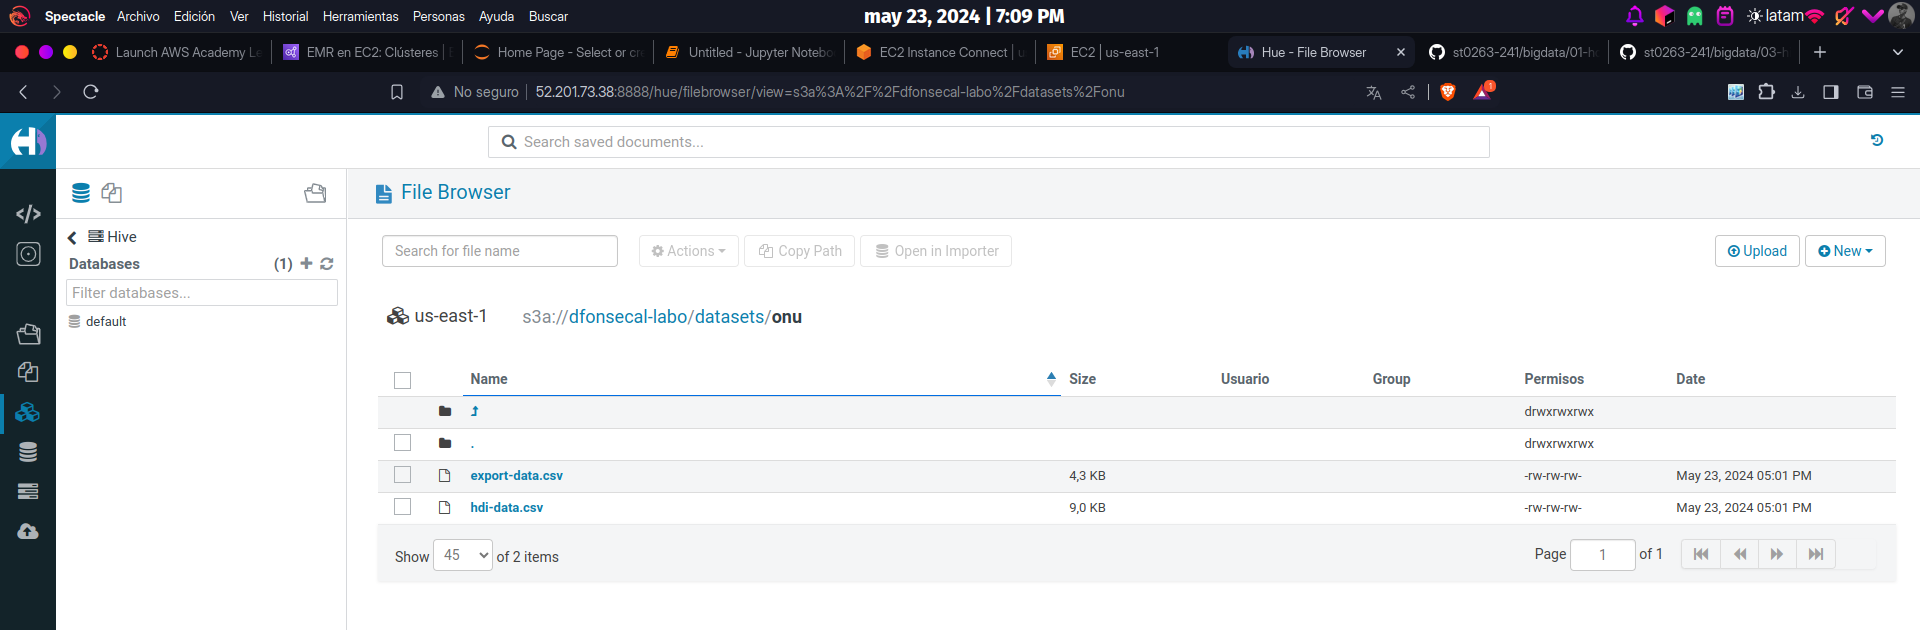 Spectacle Archivo Edición Ver Historial Herramientas Personas Ayuda Buscar may 23, 2024 | 7:09 PM latam
Launch AWS Academy Le EMR en EC2: Clústeres | Home Page - Select or cre Untitled - Jupyter Notebo EC2 Instance Connect | u EC2 | us-east-1 Hue - File Browser st0263-241/bigdata/01-h st0263-241/bigdata/03-h
No seguro 52.201.73.38:8888/hue/filebrowser/view=s3a%3A%2F%2Fdfonsecal-labo%2Fdatasets%2Fonu 1
Search saved documents...
File Browser
Hive
Databases (1)
Filter databases...
default
Search for file name Actions Copy Path Open in Importer Upload New
us-east-1 s3a://dfonsecal-labo/datasets/onu
Name Size Usuario Group Permisos Date
drwxrwxrwx
. drwxrwxrwx
export-data.csv 4,3 KB -rw-rw-rw- May 23, 2024 05:01 PM
hdi-data.csv 9,0 KB -rw-rw-rw- May 23, 2024 05:01 PM
Show 45 of 2 items Page 1 of 1